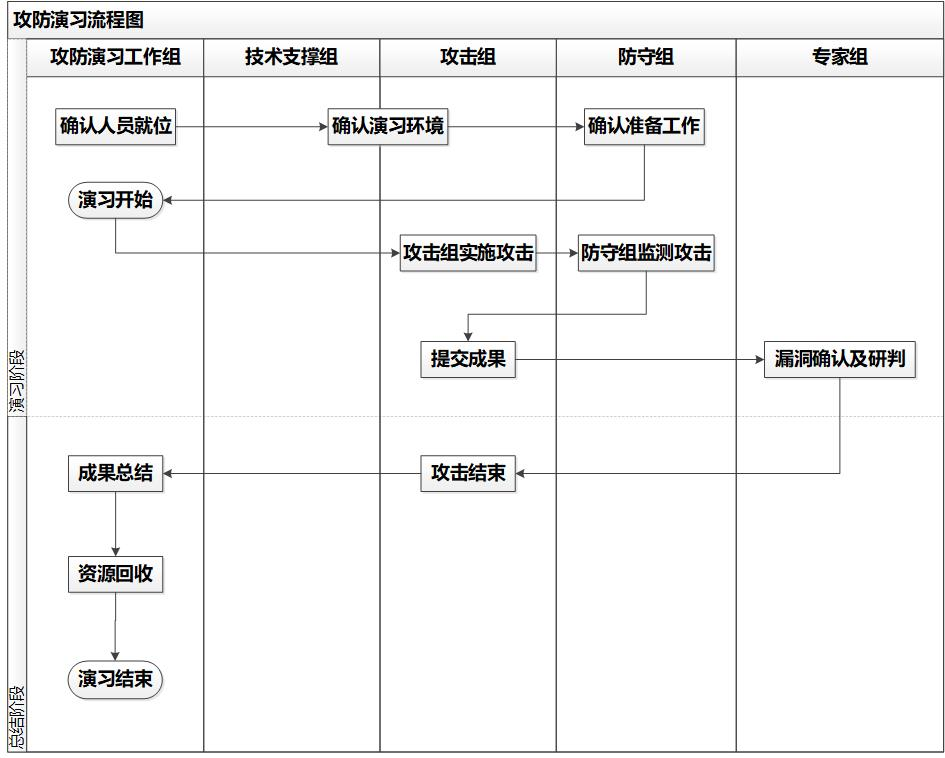 攻防演习流程图
攻防演习工作组
技术支撑组
攻击组
防守组
专家组
确认人员就位
确认演习环境
确认准备工作
演习开始
攻击组实施攻击
防守组监测攻击
提交成果
漏洞确认及研判
演习阶段
成果总结
攻击结束
资源回收
演习结束
总结阶段